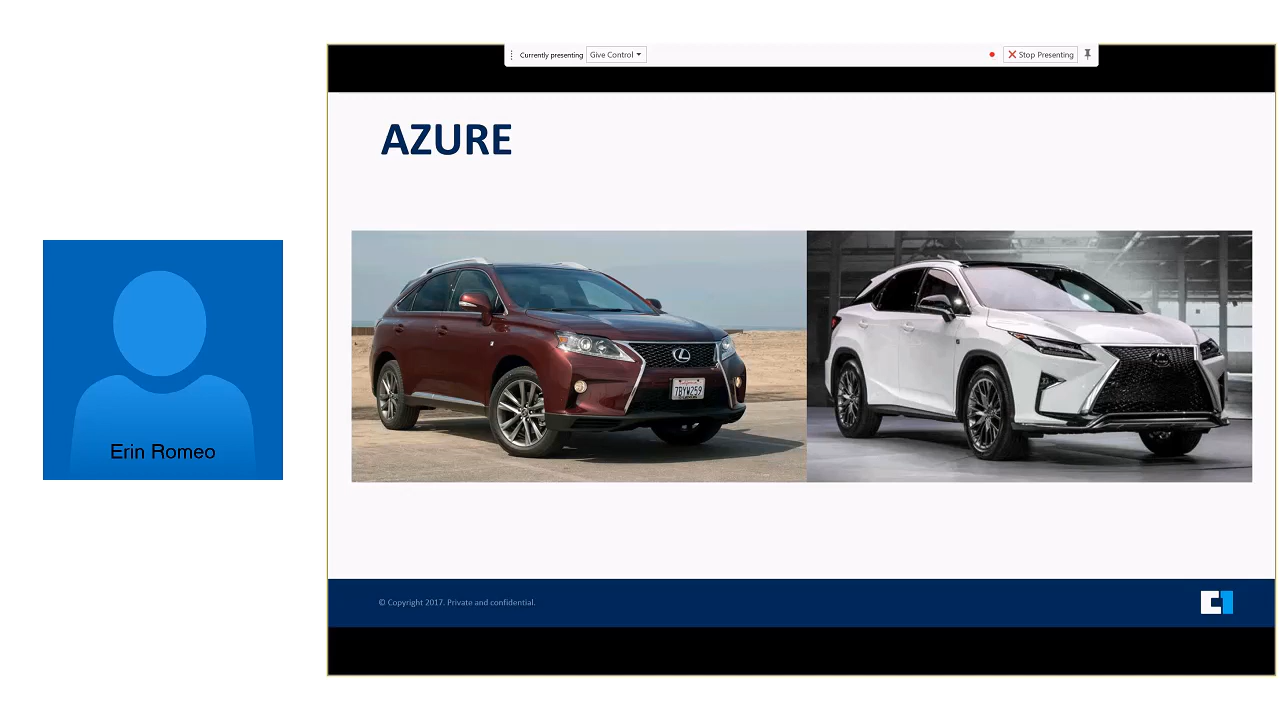 Currently presenting Give Control Stop Presenting
AZURE
7BYW259
Erin Romeo
© Copyright 2017. Private and confidential.